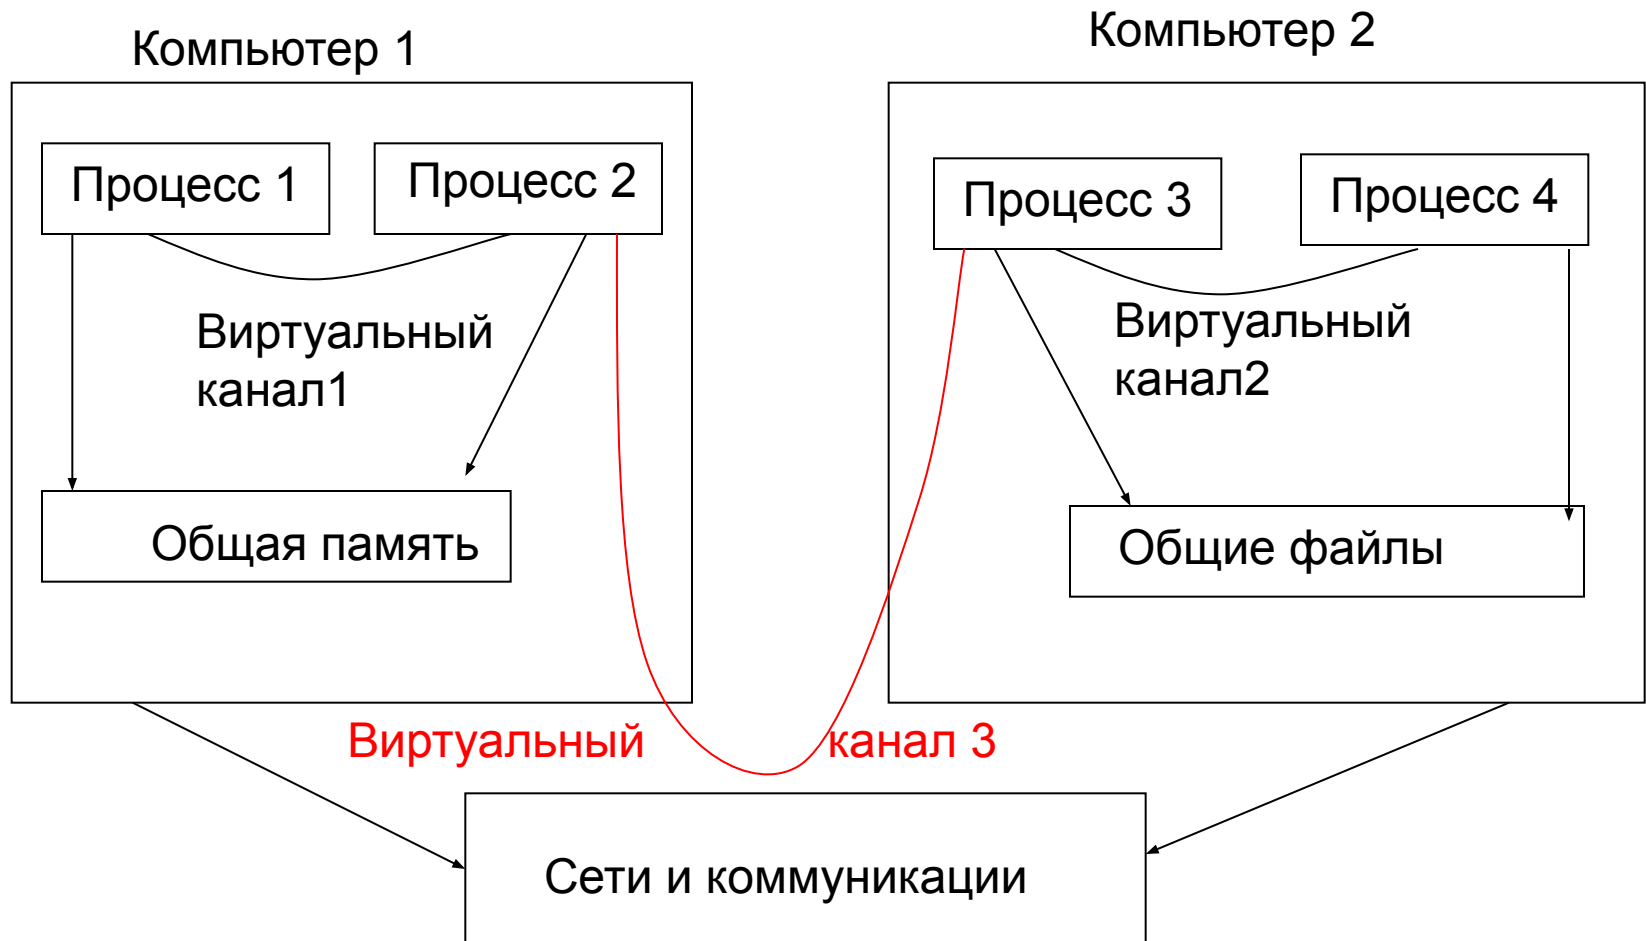 Компьютер 1
Компьютер 2
Процесс 1
Процесс 2
Процесс 3
Процесс 4
Виртуальный
канал1
Виртуальный
канал2
Общая память
Общие файлы
Виртуальный канал 3
Сети и коммуникации